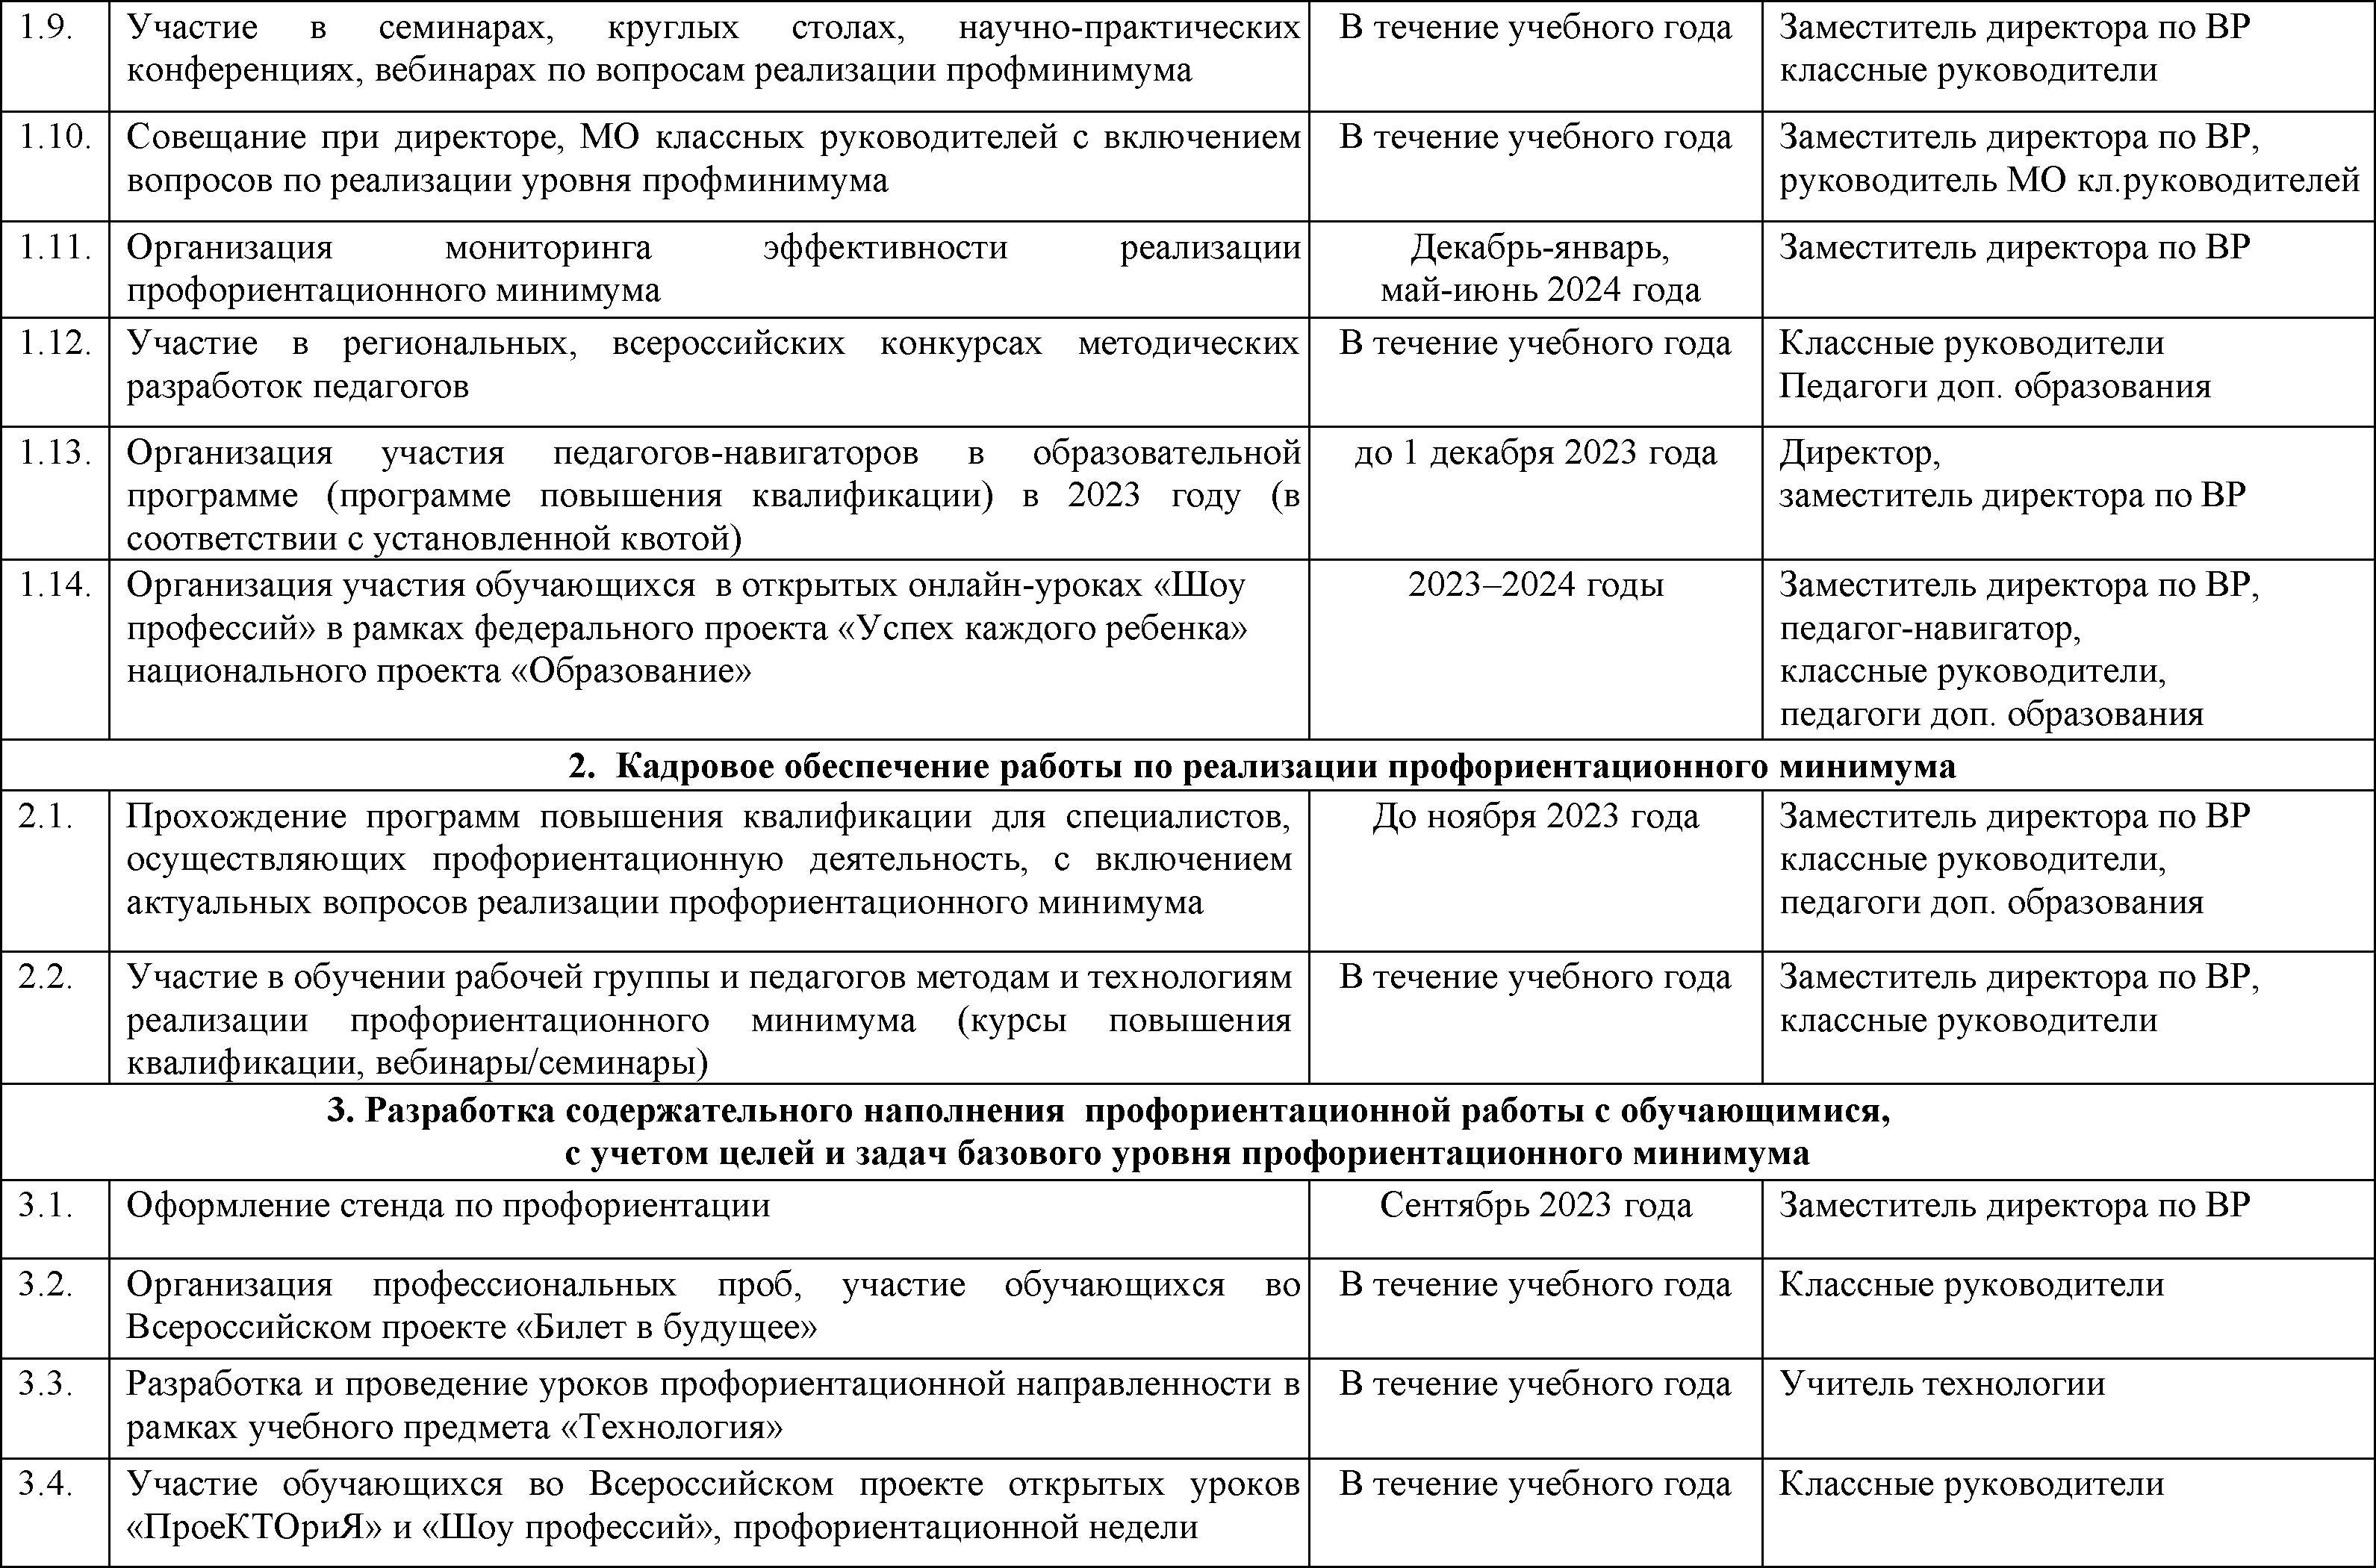 1.9. Участие в семинарах, круглых столах, научно-практических В течение учебного года Заместитель директора по ВР
конференциях, вебинарах по вопросам реализации профминимума классные руководители
1.10. Совещание при директоре, МО классных руководителей с включением В течение учебного года Заместитель директора по ВР,
вопросов по реализации уровня профминимума руководитель МО кл.руководителей
1.11. Организация мониторинга эффективности реализации Декабрь-январь, Заместитель директора по ВР
профориентационного минимума май-июнь 2024 года
1.12. Участие в региональных, всероссийских конкурсах методических В течение учебного года Классные руководители
разработок педагогов Педагоги доп. образования
1.13. Организация участия педагогов-навигаторов в образовательной до 1 декабря 2023 года Директор,
программе (программе повышения квалификации) в 2023 году (в заместитель директора по ВР
соответствии с установленной квотой)
1.14. Организация участия обучающихся в открытых онлайн-уроках «Шоу 2023–2024 годы Заместитель директора по ВР,
профессий» в рамках федерального проекта «Успех каждого ребенка» педагог-навигатор,
национального проекта «Образование» классные руководители,
педагоги доп. образования
2. Кадровое обеспечение работы по реализации профориентационного минимума
2.1. Прохождение программ повышения квалификации для специалистов, До ноября 2023 года Заместитель директора по ВР
осуществляющих профориентационную деятельность, с включением классные руководители,
актуальных вопросов реализации профориентационного минимума педагоги доп. образования
2.2. Участие в обучении рабочей группы и педагогов методам и технологиям В течение учебного года Заместитель директора по ВР,
реализации профориентационного минимума (курсы повышения классные руководители
квалификации, вебинары/семинары)
3. Разработка содержательного наполнения профориентационной работы с обучающимися,
с учетом целей и задач базового уровня профориентационного минимума
3.1. Оформление стенда по профориентации Сентябрь 2023 года Заместитель директора по ВР
3.2. Организация профессиональных проб, участие обучающихся во В течение учебного года Классные руководители
Всероссийском проекте «Билет в будущее»
3.3. Разработка и проведение уроков профориентационной направленности в В течение учебного года Учитель технологии
рамках учебного предмета «Технология»
3.4. Участие обучающихся во Всероссийском проекте открытых уроков В течение учебного года Классные руководители
«ПроеКТОриЯ» и «Шоу профессий», профориентационной недели